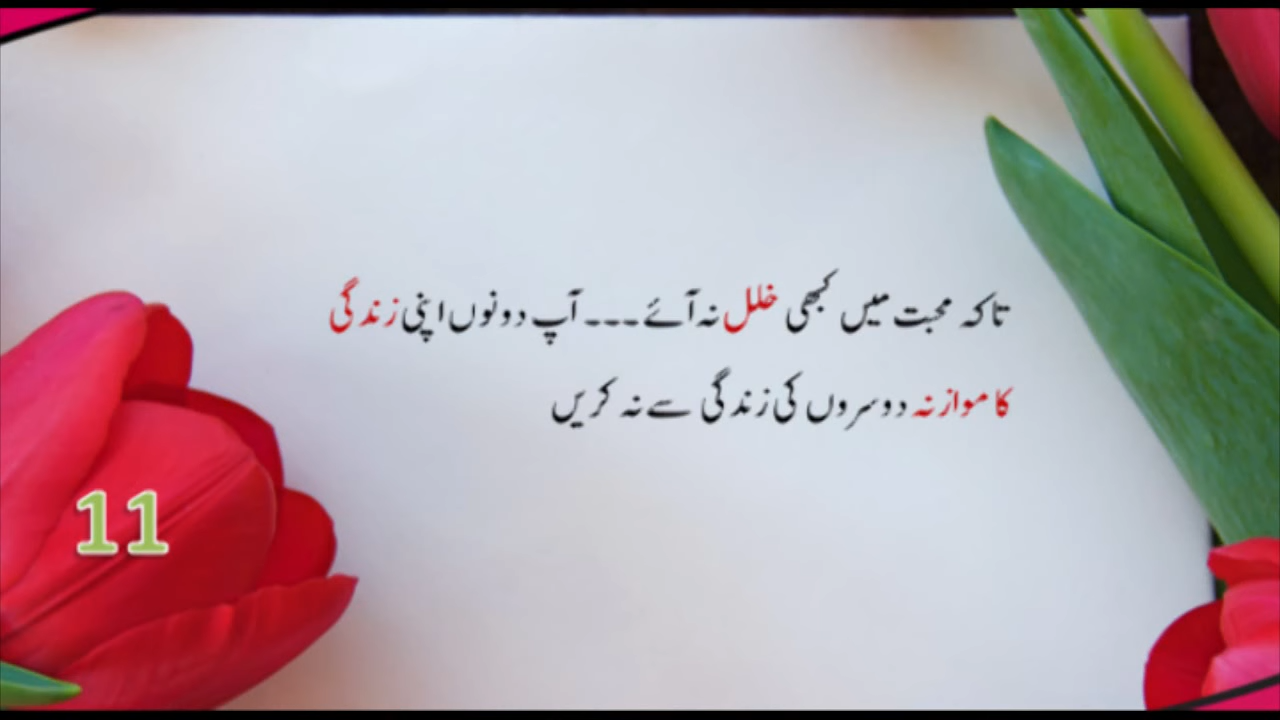 تاکہ محبت میں کبھی خلل نہ آئے۔۔۔ آپ دونوں اپنی زندگی
کا موازنہ دوسروں کی زندگی سے نہ کریں
11